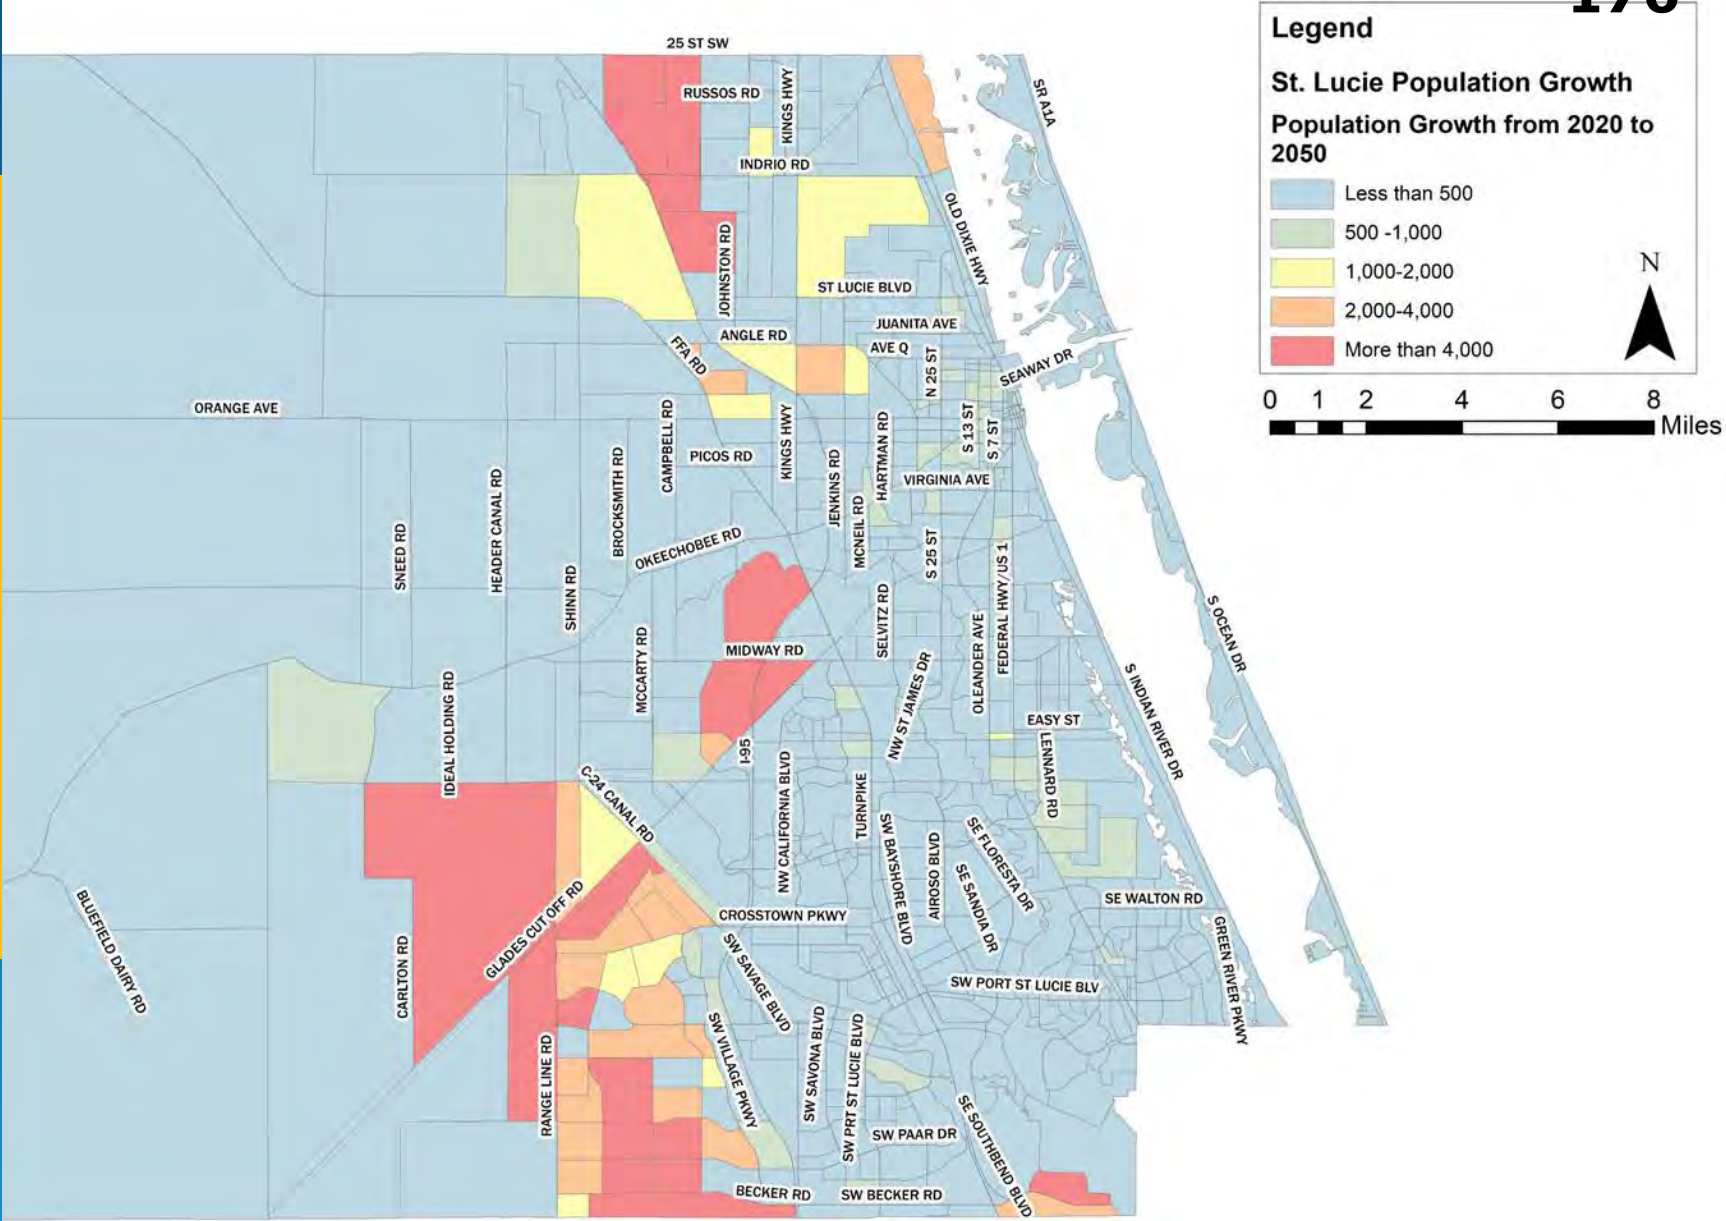 25 ST SW
RUSSOS RD
KINGS HWY
SR A1A
INDRIO RD
OLD DIXIE HWY
JOHNSTON RD
ST LUCIE BLVD
JUANITA AVE
ANGLE RD
FFA RD
AVE Q
N 25 ST
SEAWAY DR
ORANGE AVE
CAMPBELL RD
KINGS HWY
HARTMAN RD
S 13 ST
S 7 ST
PICOS RD
VIRGINIA AVE
SNEED RD
HEADER CANAL RD
BROCKSMITH RD
JENKINS RD
MCNEIL RD
OKEECHOBEE RD
S 25 ST
SHINN RD
SELVITZ RD
FEDERAL HWY/US 1
OLEANDER AVE
S OCEAN DR
MIDWAY RD
MCCARTY RD
NW ST JAMES DR
S INDIAN RIVER DR
IDEAL HOLDING RD
EASY ST
LENNARD RD
I-95
NW CALIFORNIA BLVD
TURNPIKE
C-24 CANAL RD
SW BAYSHORE BLVD
AIROSO BLVD
SE FLORESTA DR
SE SANDIA DR
SE WALTON RD
BLUEFIELD DAIRY RD
CARLTON RD
GLADES CUT OFF RD
CROSSTOWN PKWY
GREEN RIVER PKWY
SW SAVAGE BLVD
SW PORT ST LUCIE BLV
SW VILLAGE PKWY
SW SAVONA BLVD
SW PRT ST LUCIE BLVD
RANGE LINE RD
SW PAAR DR
SE SOUTHBEND BLVD
BECKER RD
SW BECKER RD
Legend
St. Lucie Population Growth
Population Growth from 2020 to
2050
Less than 500
500 -1,000
1,000-2,000
2,000-4,000
More than 4,000
N
0 1 2 4 6 8
Miles